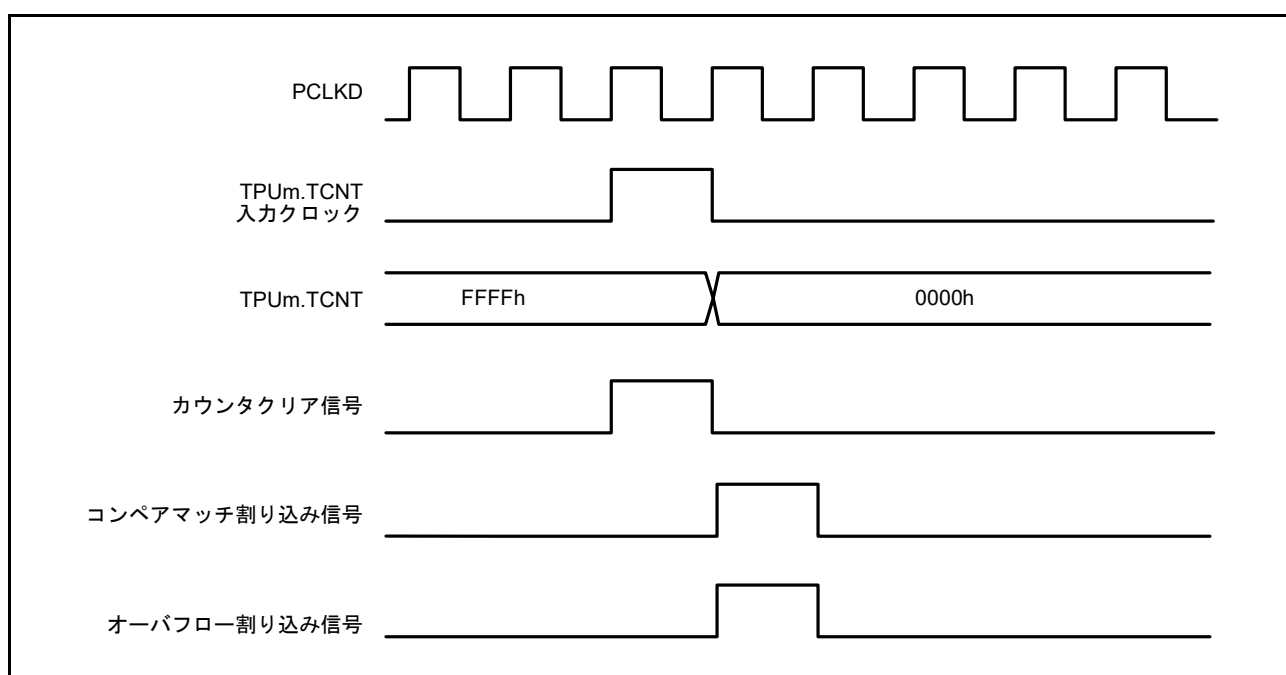 PCLKD
TPUm.TCNT
入力クロック
TPUm.TCNT
FFFFh
0000h
カウンタクリア信号
コンペアマッチ割り込み信号
オーバフロー割り込み信号